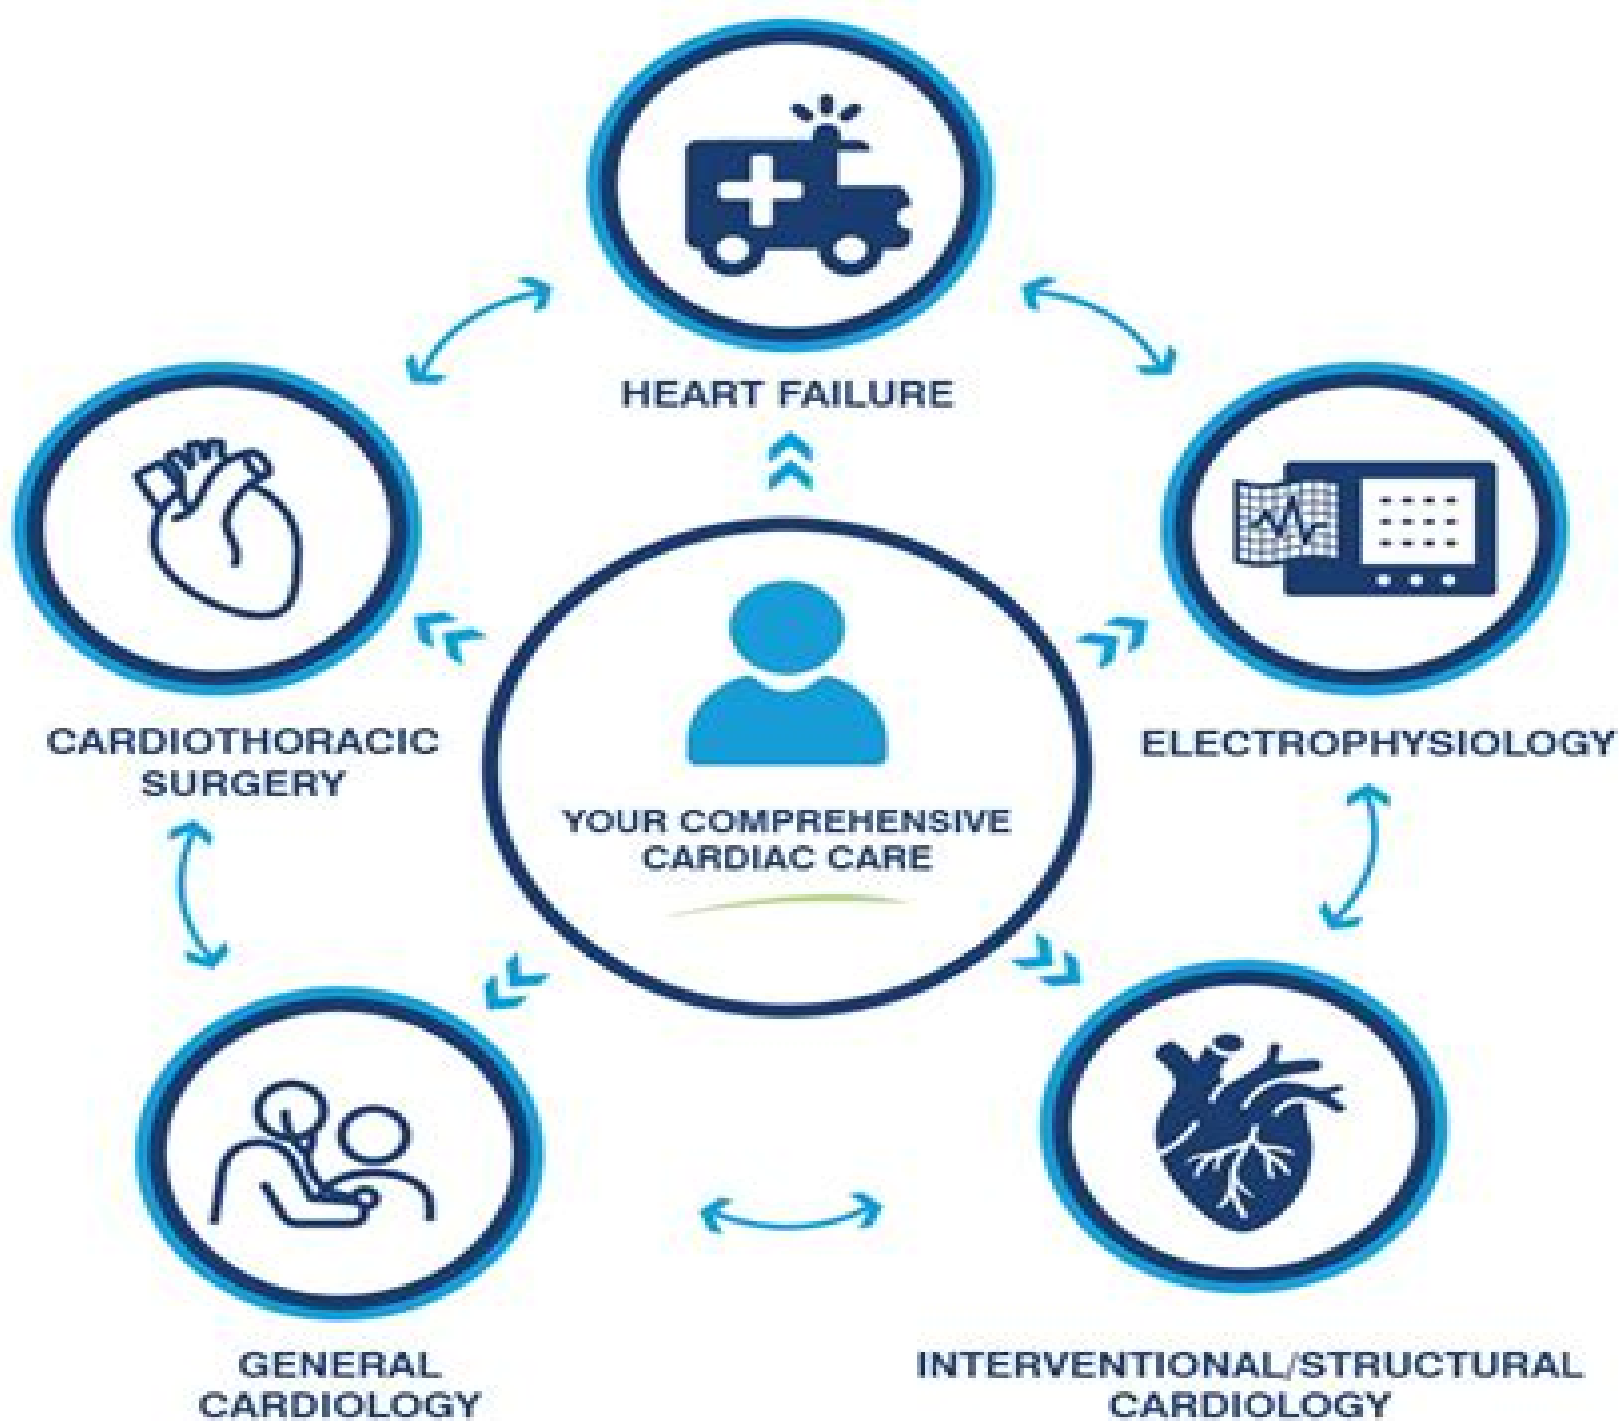 HEART FAILURE
CARDIOTHORACIC
SURGERY
ELECTROPHYSIOLOGY
YOUR COMPREHENSIVE
CARDIAC CARE
GENERAL
CARDIOLOGY
INTERVENTIONAL/STRUCTURAL
CARDIOLOGY